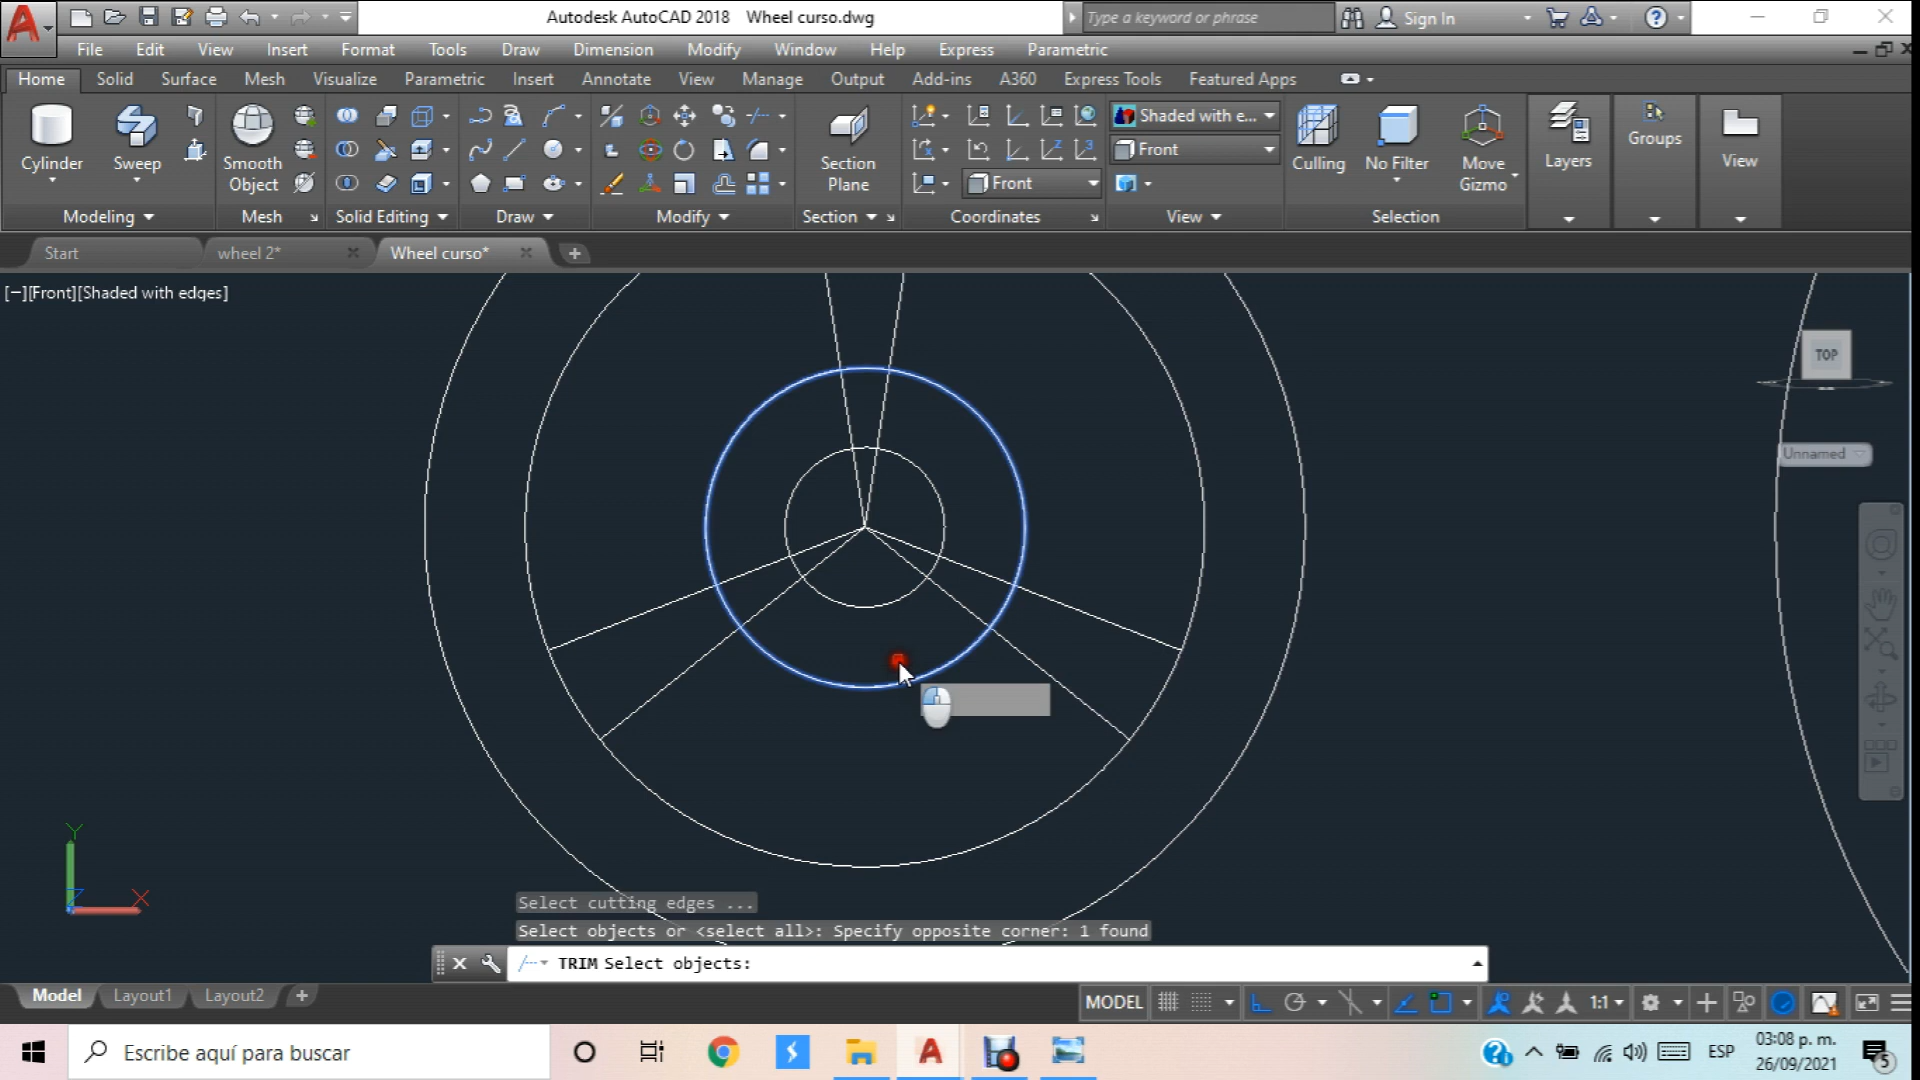 Autodesk AutoCAD 2018 Wheel curso.dwg
Type a keyword or phrase
Sign In
File Edit View Insert Format Tools Draw Dimension Modify Window Help Express Parametric
Home Solid Surface Mesh Visualize Parametric Insert Annotate View Manage Output Add-ins A360 Express Tools Featured Apps
Cylinder
Sweep
Smooth Object
Section Plane
Shaded with e...
Front
Front
Culling
No Filter
Move Gizmo
Layers
Groups
View
Modeling
Mesh
Solid Editing
Draw
Modify
Section
Coordinates
View
Selection
Start
wheel 2*
Wheel curso*
[−][Front][Shaded with edges]
TOP
Unnamed
Y
Z
X
Select cutting edges ...
Select objects or <select all>: Specify opposite corner: 1 found
TRIM Select objects:
Model Layout1 Layout2
MODEL
1:1
Escribe aquí para buscar
ESP
03:08 p. m.
26/09/2021
5